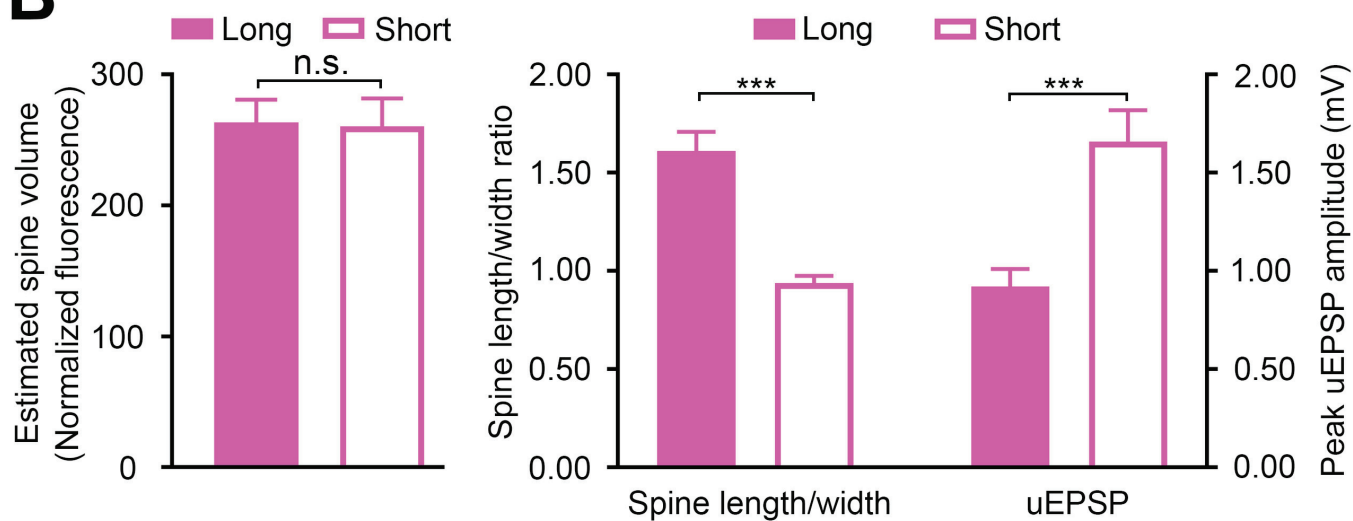 B
Long Short
n.s.
Estimated spine volume
(Normalized fluorescence)
300
200
100
0
Long Short
***
***
Spine length/width ratio
2.00
1.50
1.00
0.50
0.00
Spine length/width
uEPSP
2.00
1.50
1.00
0.50
0.00
Peak uEPSP amplitude (mV)